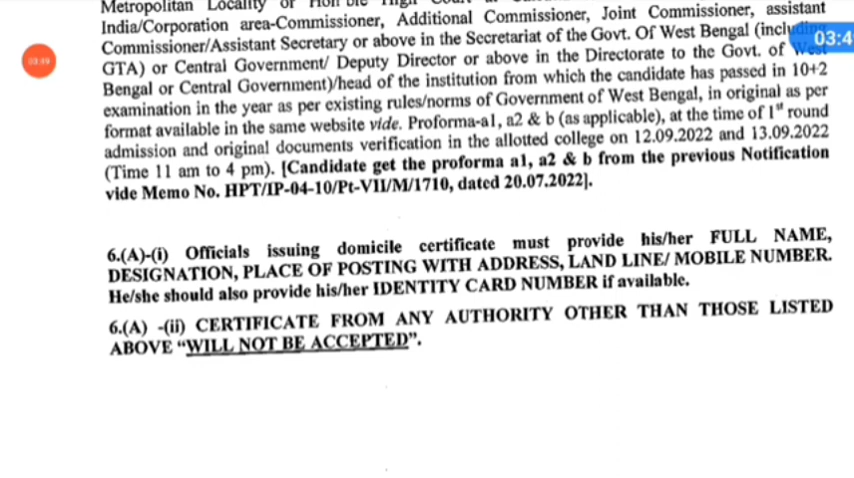 Metropolitan Locality or Hon'ble High Court
India/Corporation area-Commissioner, Additional Commissioner, Joint Commissioner, assistant
Commissioner/Assistant Secretary or above in the Secretariat of the Govt. Of West Bengal (including
GTA) or Central Government/ Deputy Director or above in the Directorate to the Govt. of West
Bengal or Central Government)/head of the institution from which the candidate has passed in 10+2
examination in the year as per existing rules/norms of Government of West Bengal, in original as per
format available in the same website vide. Proforma-a1, a2 & b (as applicable), at the time of 1st round
admission and original documents verification in the allotted college on 12.09.2022 and 13.09.2022
(Time 11 am to 4 pm). [Candidate get the proforma a1, a2 & b from the previous Notification
vide Memo No. HPT/IP-04-10/Pt-VII/M/1710, dated 20.07.2022].
6.(A)-(i) Officials issuing domicile certificate must provide his/her FULL NAME,
DESIGNATION, PLACE OF POSTING WITH ADDRESS, LAND LINE/ MOBILE NUMBER.
He/she should also provide his/her IDENTITY CARD NUMBER if available.
6.(A) -(ii) CERTIFICATE FROM ANY AUTHORITY OTHER THAN THOSE LISTED
ABOVE “WILL NOT BE ACCEPTED”.
03:4